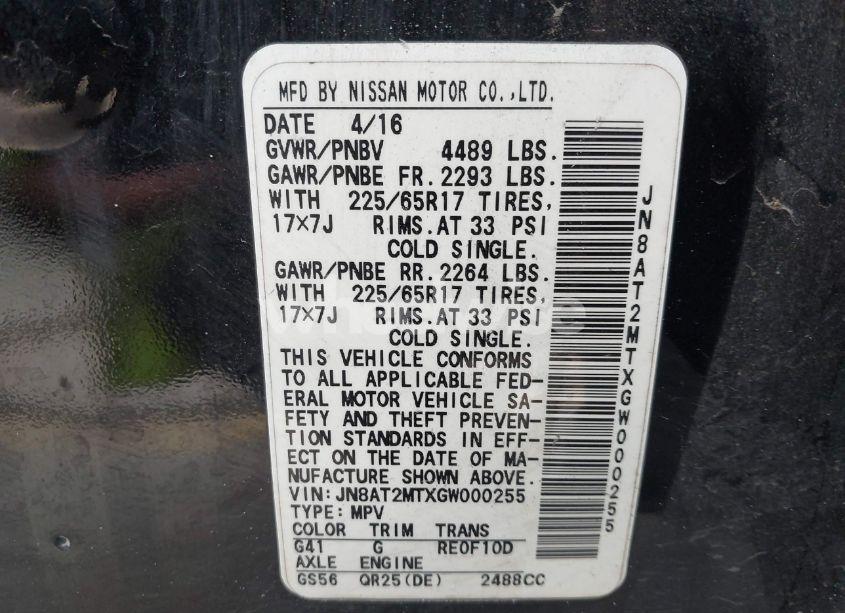 MFD BY NISSAN MOTOR CO.,LTD.
DATE 4/16
GVWR/PNBV 4489 LBS.
GAWR/PNBE FR. 2293 LBS.
WITH 225/65R17 TIRES,
17×7J RIMS.AT 33 PSI
COLD SINGLE.
GAWR/PNBE RR. 2264 LBS.
WITH 225/65R17 TIRES,
17×7J RIMS.AT 33 PSI
COLD SINGLE.
THIS VEHICLE CONFORMS
TO ALL APPLICABLE FED-
ERAL MOTOR VEHICLE SA-
FETY AND THEFT PREVEN-
TION STANDARDS IN EFF-
ECT ON THE DATE OF MA-
NUFACTURE SHOWN ABOVE.
VIN:JN8AT2MTXGW000255
TYPE:MPV
COLOR TRIM TRANS
G41 G RE0F10D
AXLE ENGINE
GS56 QR25(DE) 2488CC
JN8AT2MTXGW000255